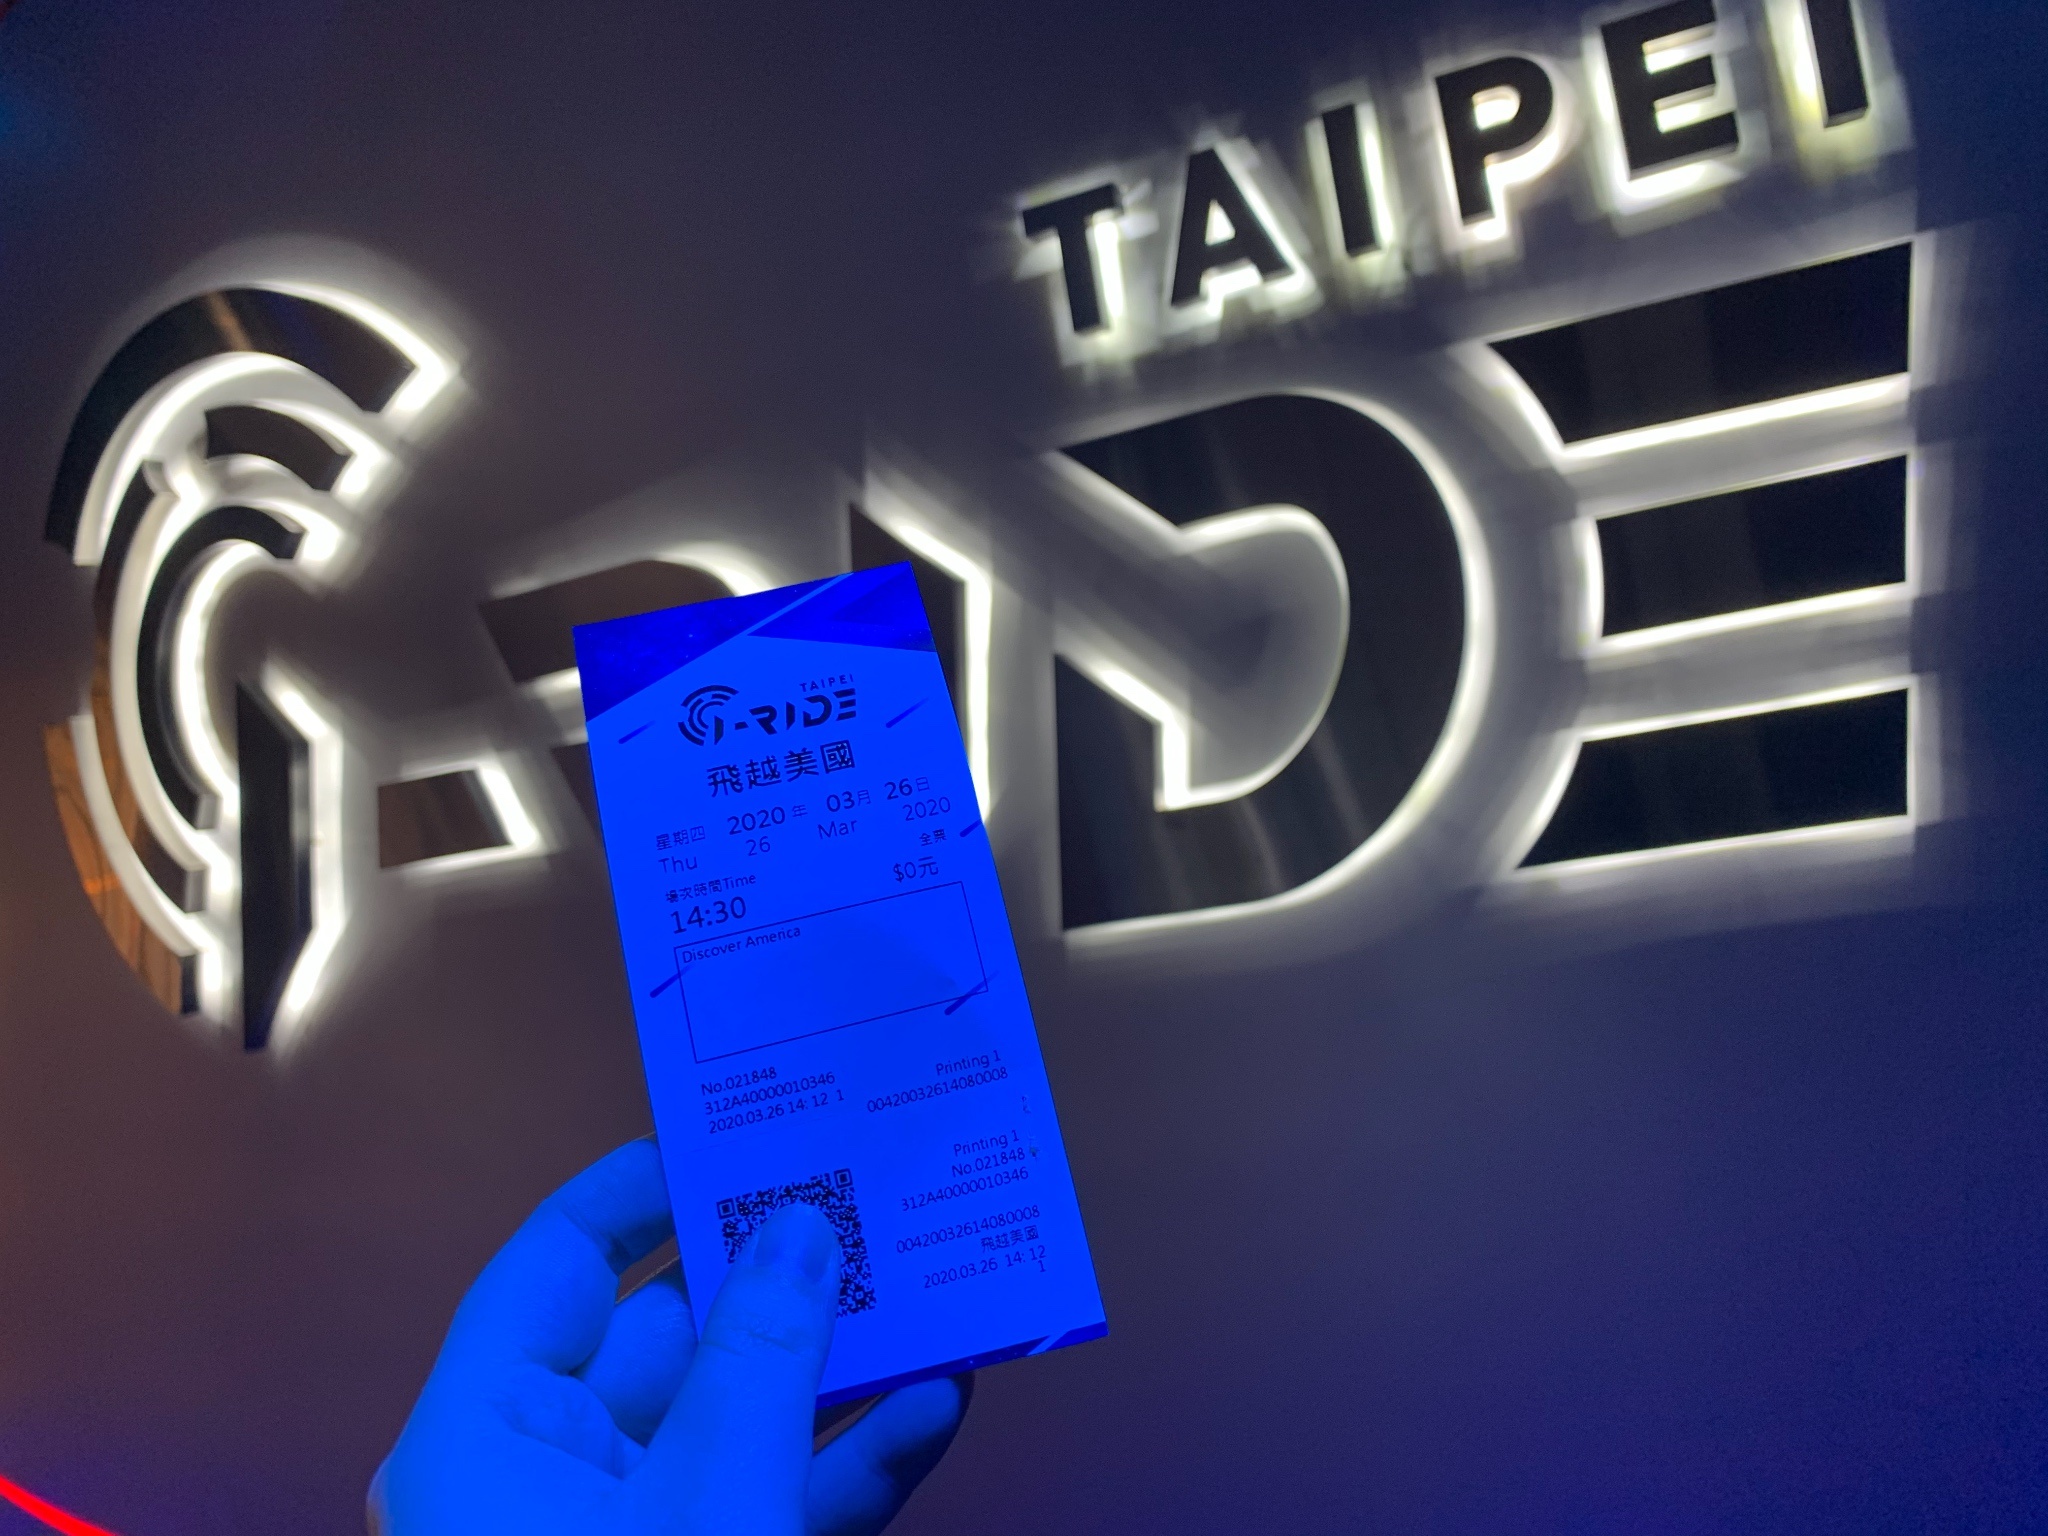 TAIPEI
i-RIDE
TAIPEI
i-RIDE
飛越美國
星期四 2020年 03月 26日
Thu 26 Mar 2020
場次時間Time 全票
14:30 $0元
Discover America
No.021848 Printing 1
312A40000010346 00420032614080008
2020.03.26 14: 12 1
Printing 1
No.021848
312A40000010346
00420032614080008
飛越美國
2020.03.26 14: 12
1